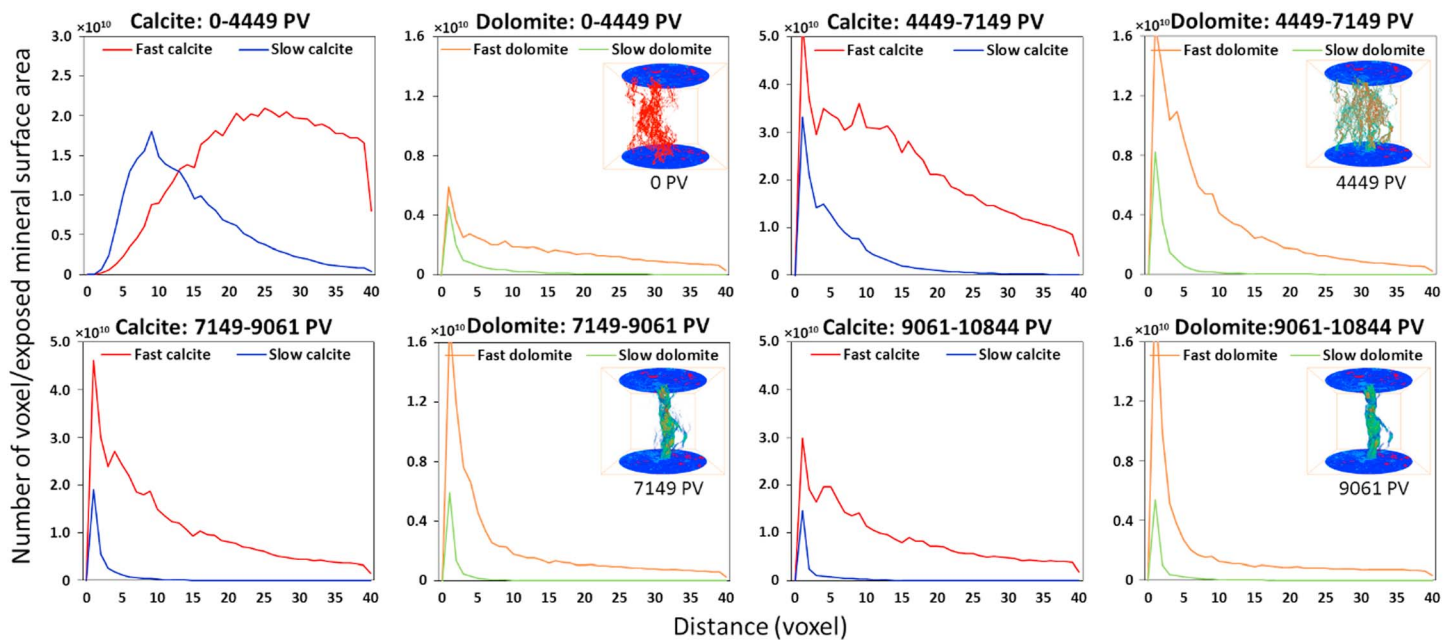 Number of voxel/exposed mineral surface area
Calcite: 0-4449 PV
×10¹⁰
Fast calcite
Slow calcite
3.0
2.5
2.0
1.5
1.0
0.5
0
0 5 10 15 20 25 30 35 40
Dolomite: 0-4449 PV
×10¹⁰
Fast dolomite
Slow dolomite
1.6
1.2
0.8
0.4
0
0 5 10 15 20 25 30 35 40
0 PV
Calcite: 4449-7149 PV
×10¹⁰
Fast calcite
Slow calcite
5.0
4.0
3.0
2.0
1.0
0
0 5 10 15 20 25 30 35 40
Dolomite: 4449-7149 PV
×10¹⁰
Fast dolomite
Slow dolomite
1.6
1.2
0.8
0.4
0
0 5 10 15 20 25 30 35 40
4449 PV
Calcite: 7149-9061 PV
×10¹⁰
Fast calcite
Slow calcite
5.0
4.0
3.0
2.0
1.0
0
0 5 10 15 20 25 30 35 40
Dolomite: 7149-9061 PV
×10¹⁰
Fast dolomite
Slow dolomite
1.6
1.2
0.8
0.4
0
0 5 10 15 20 25 30 35 40
7149 PV
Calcite: 9061-10844 PV
×10¹⁰
Fast calcite
Slow calcite
5.0
4.0
3.0
2.0
1.0
0
0 5 10 15 20 25 30 35 40
Dolomite:9061-10844 PV
×10¹⁰
Fast dolomite
Slow dolomite
1.6
1.2
0.8
0.4
0
0 5 10 15 20 25 30 35 40
9061 PV
Distance (voxel)